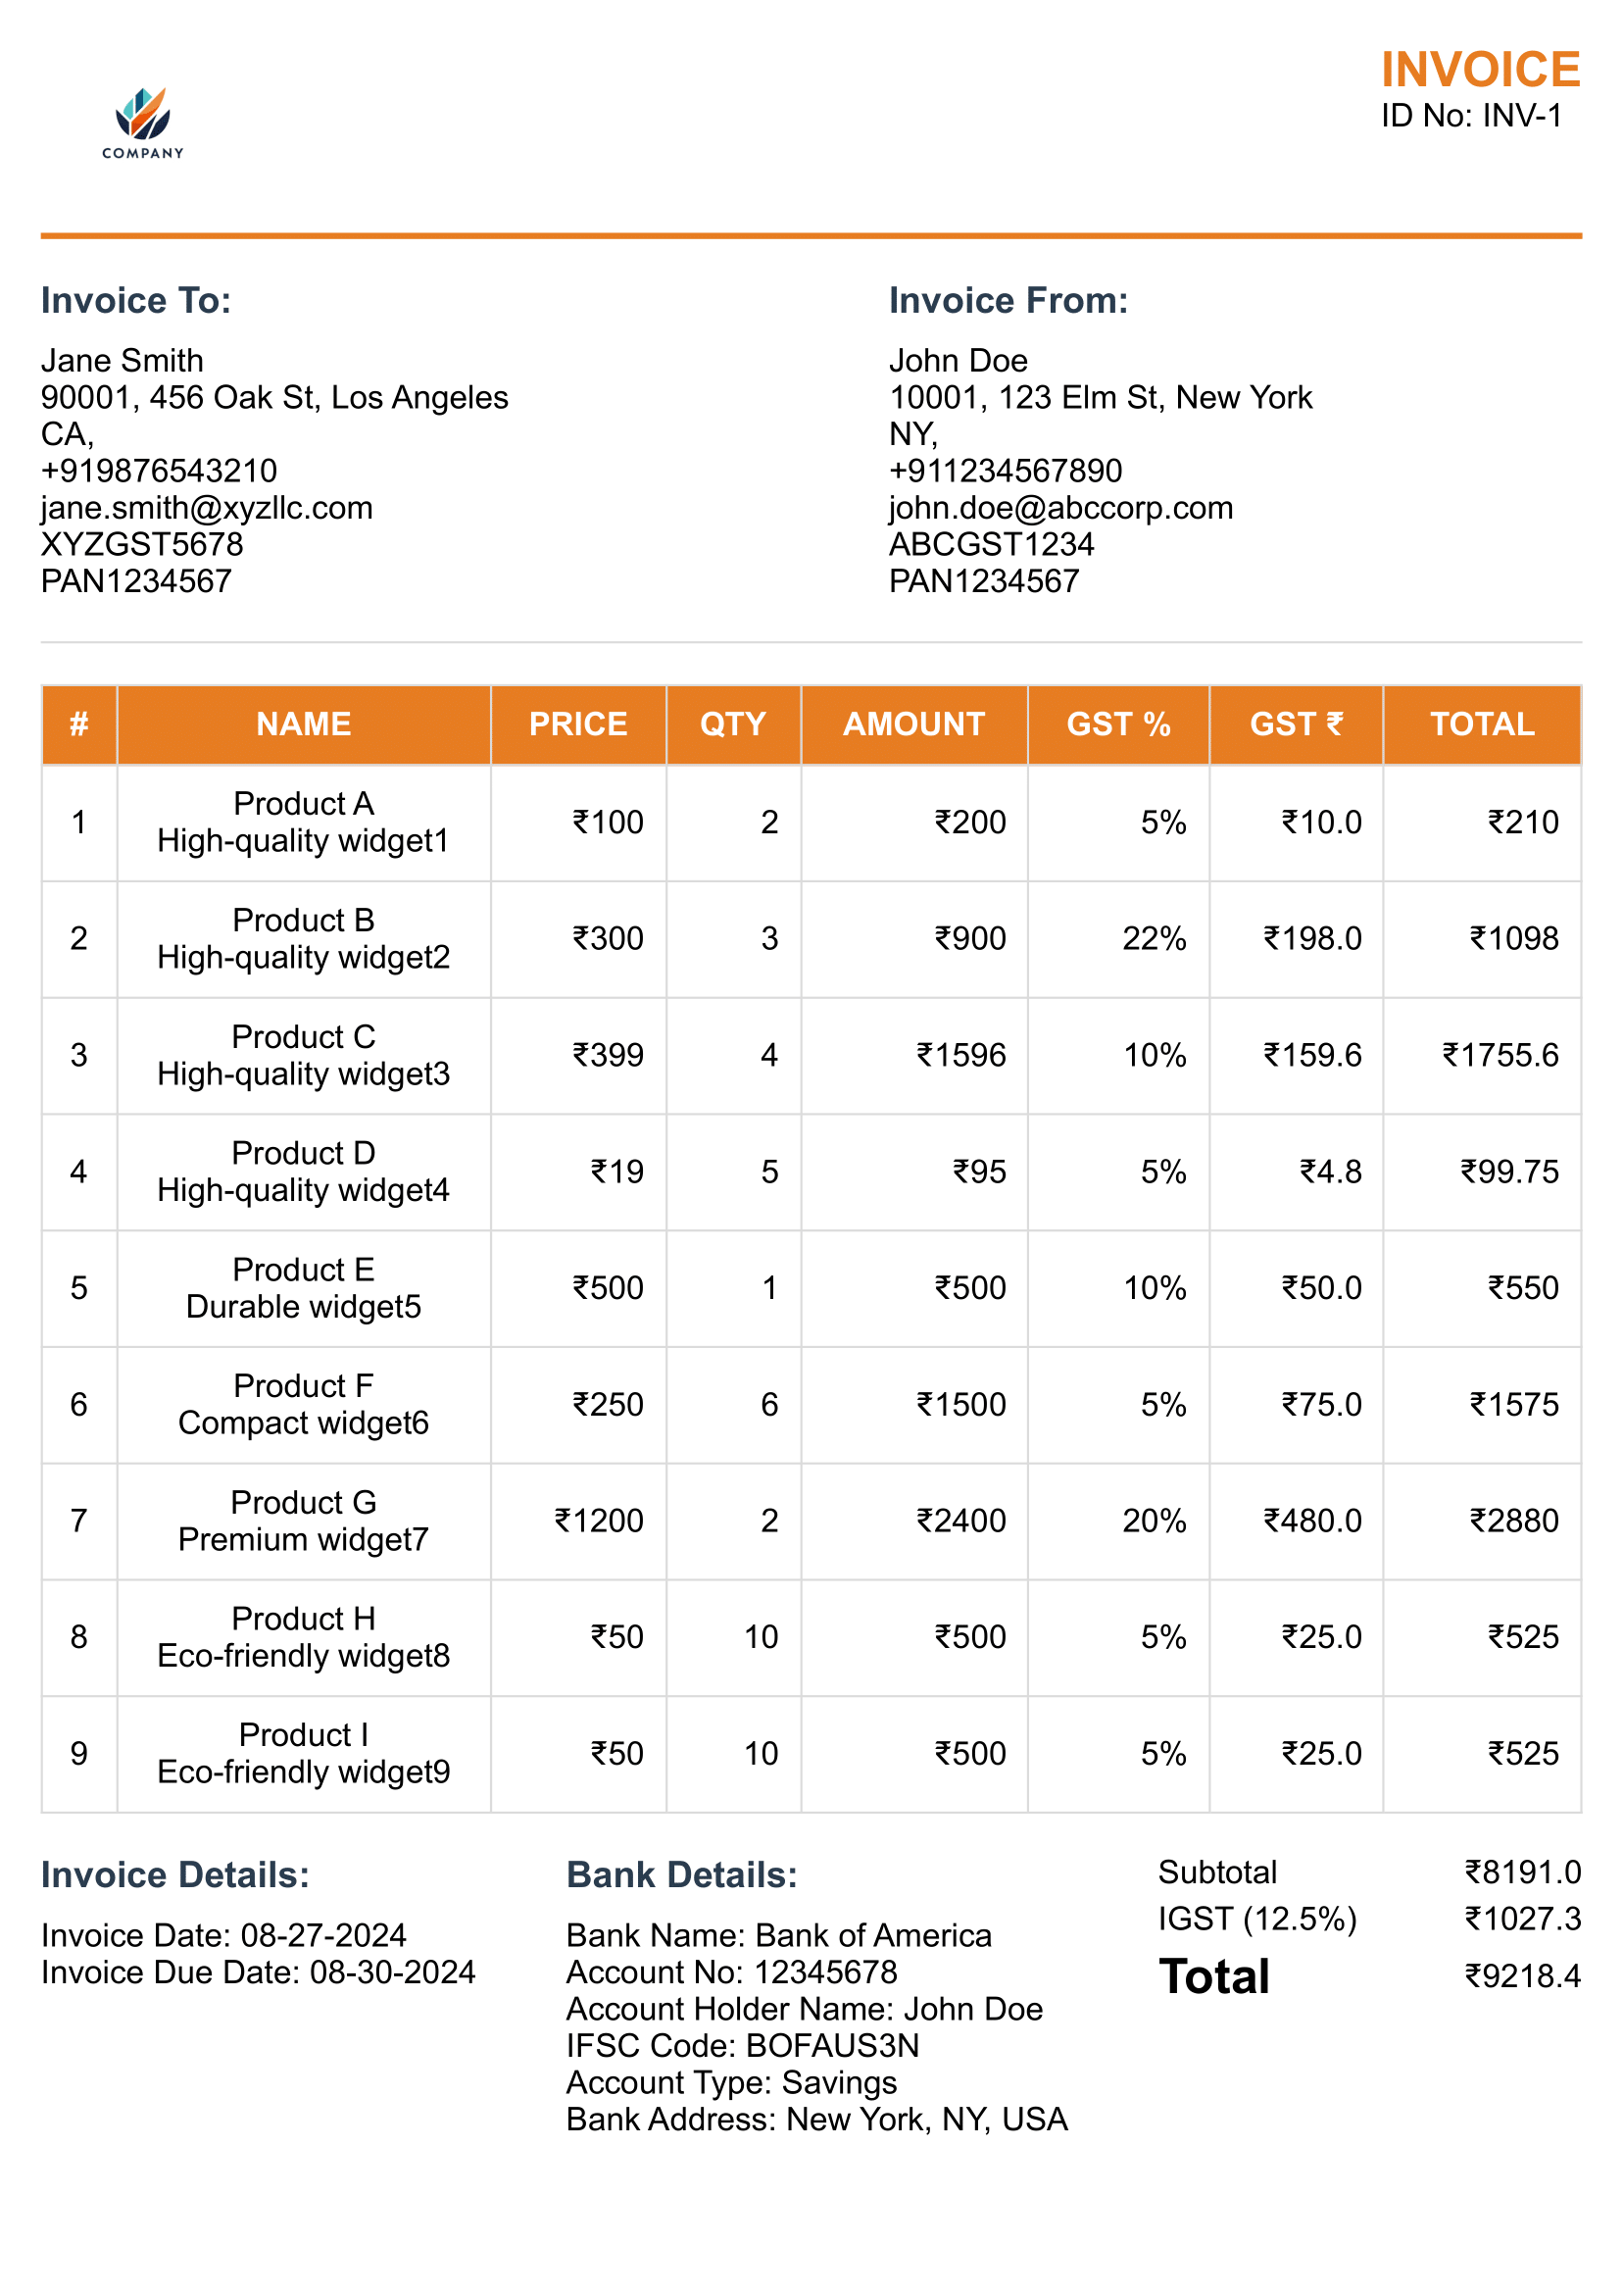 COMPANY
INVOICE
ID No: INV-1
Invoice To:
Jane Smith
90001, 456 Oak St, Los Angeles
CA,
+919876543210
jane.smith@xyzllc.com
XYZGST5678
PAN1234567
Invoice From:
John Doe
10001, 123 Elm St, New York
NY,
+911234567890
john.doe@abccorp.com
ABCGST1234
PAN1234567
# NAME PRICE QTY AMOUNT GST % GST ₹ TOTAL
1 Product A ₹100 2 ₹200 5% ₹10.0 ₹210
High-quality widget1
2 Product B ₹300 3 ₹900 22% ₹198.0 ₹1098
High-quality widget2
3 Product C ₹399 4 ₹1596 10% ₹159.6 ₹1755.6
High-quality widget3
4 Product D ₹19 5 ₹95 5% ₹4.8 ₹99.75
High-quality widget4
5 Product E ₹500 1 ₹500 10% ₹50.0 ₹550
Durable widget5
6 Product F ₹250 6 ₹1500 5% ₹75.0 ₹1575
Compact widget6
7 Product G ₹1200 2 ₹2400 20% ₹480.0 ₹2880
Premium widget7
8 Product H ₹50 10 ₹500 5% ₹25.0 ₹525
Eco-friendly widget8
9 Product I ₹50 10 ₹500 5% ₹25.0 ₹525
Eco-friendly widget9
Invoice Details:
Invoice Date: 08-27-2024
Invoice Due Date: 08-30-2024
Bank Details:
Bank Name: Bank of America
Account No: 12345678
Account Holder Name: John Doe
IFSC Code: BOFAUS3N
Account Type: Savings
Bank Address: New York, NY, USA
Subtotal ₹8191.0
IGST (12.5%) ₹1027.3
Total ₹9218.4